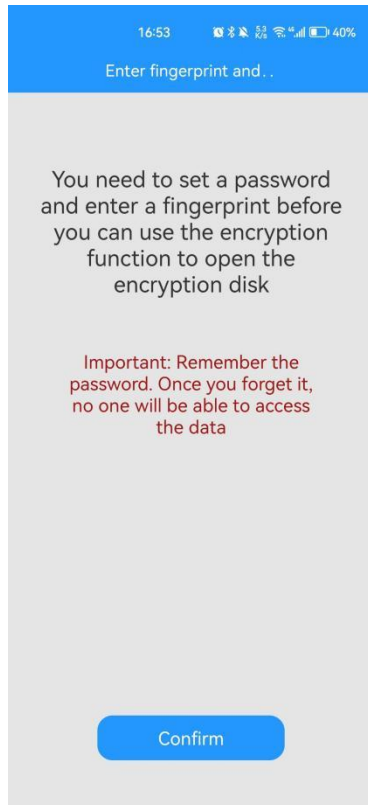 16:53 5.3 K/s 40%
Enter fingerprint and..
You need to set a password
and enter a fingerprint before
you can use the encryption
function to open the
encryption disk
Important: Remember the
password. Once you forget it,
no one will be able to access
the data
Confirm